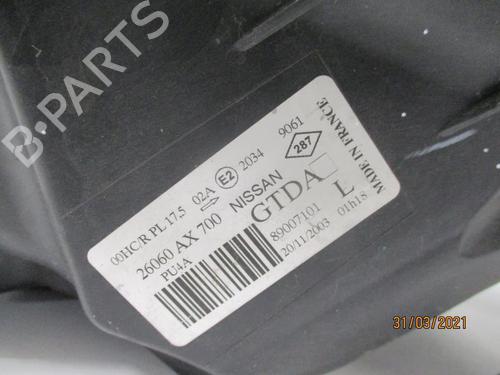 B-PARTS
00HC/R PL 17.5 02A E2 2034 9061
26060 AX 700 NISSAN 287
PU4A GTDA L MADE IN FRANCE
89007101
20/11/2003 01h18
31/03/2021